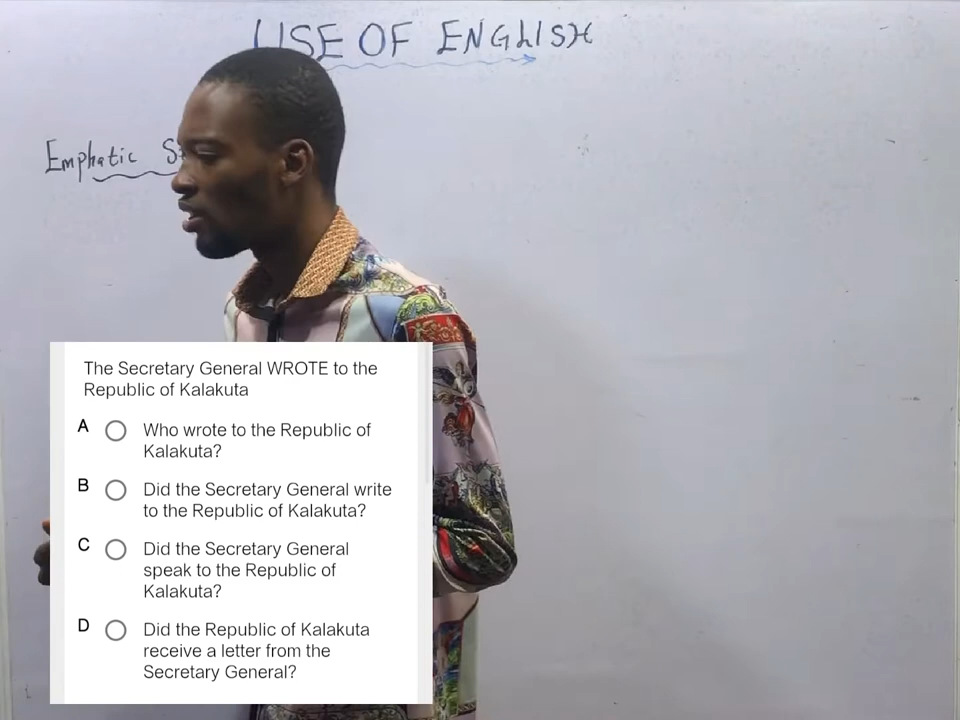 USE OF ENGLISH
Emphatic
The Secretary General WROTE to the
Republic of Kalakuta
A Who wrote to the Republic of
Kalakuta?
B Did the Secretary General write
to the Republic of Kalakuta?
C Did the Secretary General
speak to the Republic of
Kalakuta?
D Did the Republic of Kalakuta
receive a letter from the
Secretary General?